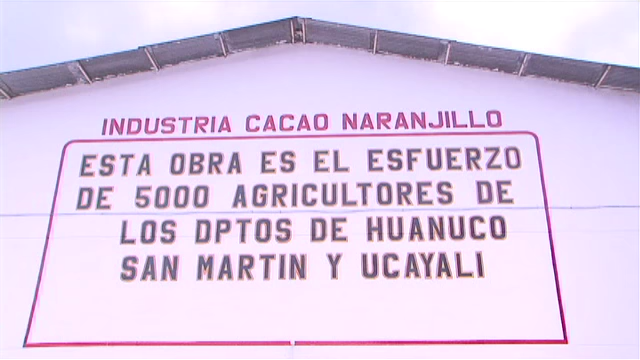 INDUSTRIA CACAO NARANJILLO
ESTA OBRA ES EL ESFUERZO
DE 5000 AGRICULTORES DE
LOS DPTOS DE HUANUCO
SAN MARTIN Y UCAYALI